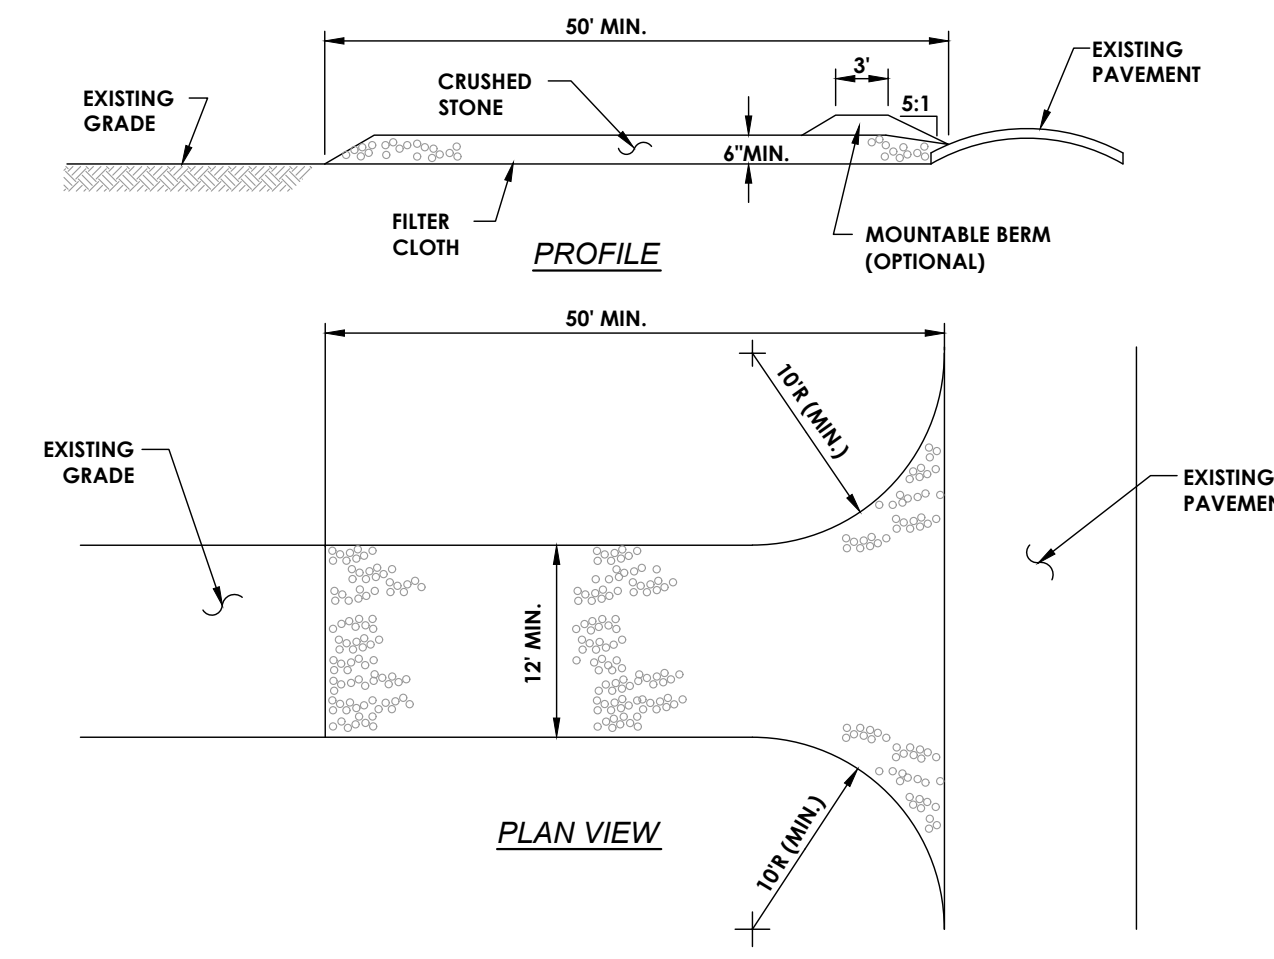 50' MIN.
EXISTING
PAVEMENT
3'
CRUSHED
STONE
EXISTING
GRADE
5:1
6"MIN.
FILTER
CLOTH
MOUNTABLE BERM
(OPTIONAL)
PROFILE
50' MIN.
10'R (MIN.)
EXISTING
GRADE
EXISTING
PAVEMEN
12' MIN.
10'R (MIN.)
PLAN VIEW